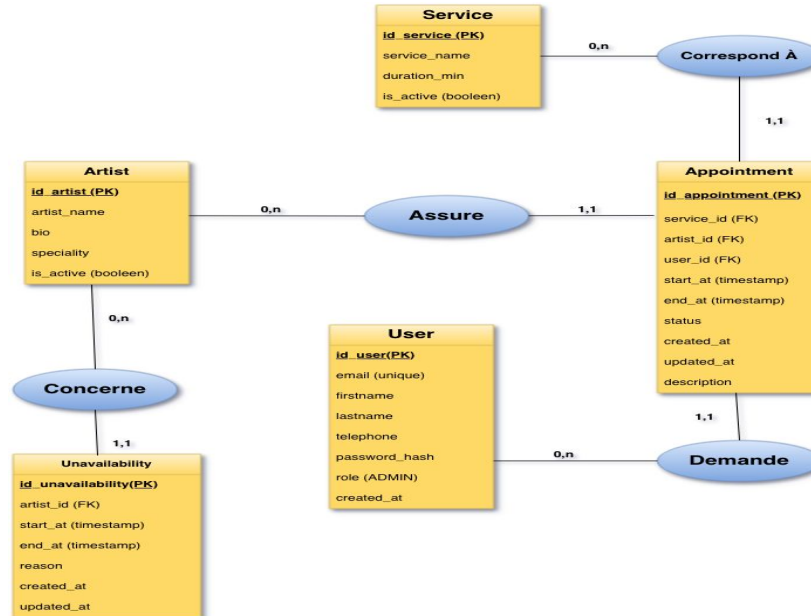 Service
id_service (PK)
service_name
duration_min
is_active (booleen)
0,n
Correspond À
1,1
Artist
id_artist (PK)
artist_name
bio
speciality
is_active (booleen)
0,n
Assure
1,1
Appointment
id_appointment (PK)
service_id (FK)
artist_id (FK)
user_id (FK)
start_at (timestamp)
end_at (timestamp)
status
created_at
updated_at
description
0,n
Concerne
1,1
User
id_user(PK)
email (unique)
firstname
lastname
telephone
password_hash
role (ADMIN)
created_at
0,n
1,1
Demande
Unavailability
id_unavailability(PK)
artist_id (FK)
start_at (timestamp)
end_at (timestamp)
reason
created_at
updated_at